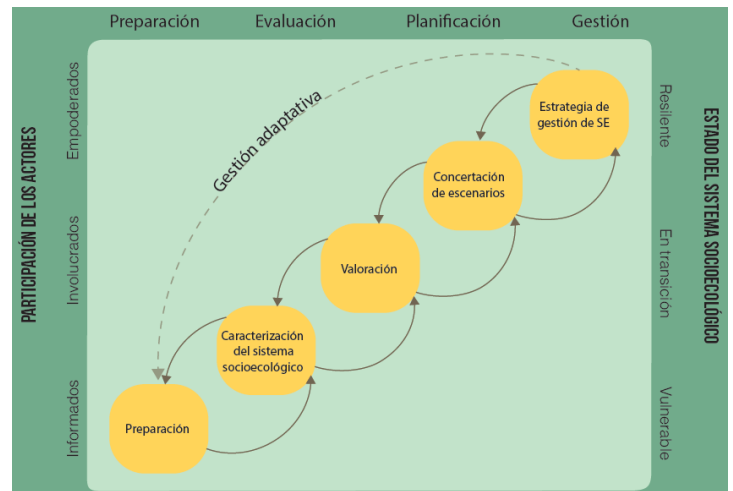 Preparación
Evaluación
Planificación
Gestión
PARTICIPACIÓN DE LOS ACTORES
Empoderados
Involucrados
Informados
Gestión adaptativa
Estrategia de
gestión de SE
Concertación
de escenarios
Valoración
Caracterización
del sistema
socioecológico
Preparación
Resilente
En transición
Vulnerable
ESTADO DEL SISTEMA SOCIOECOLÓGICO